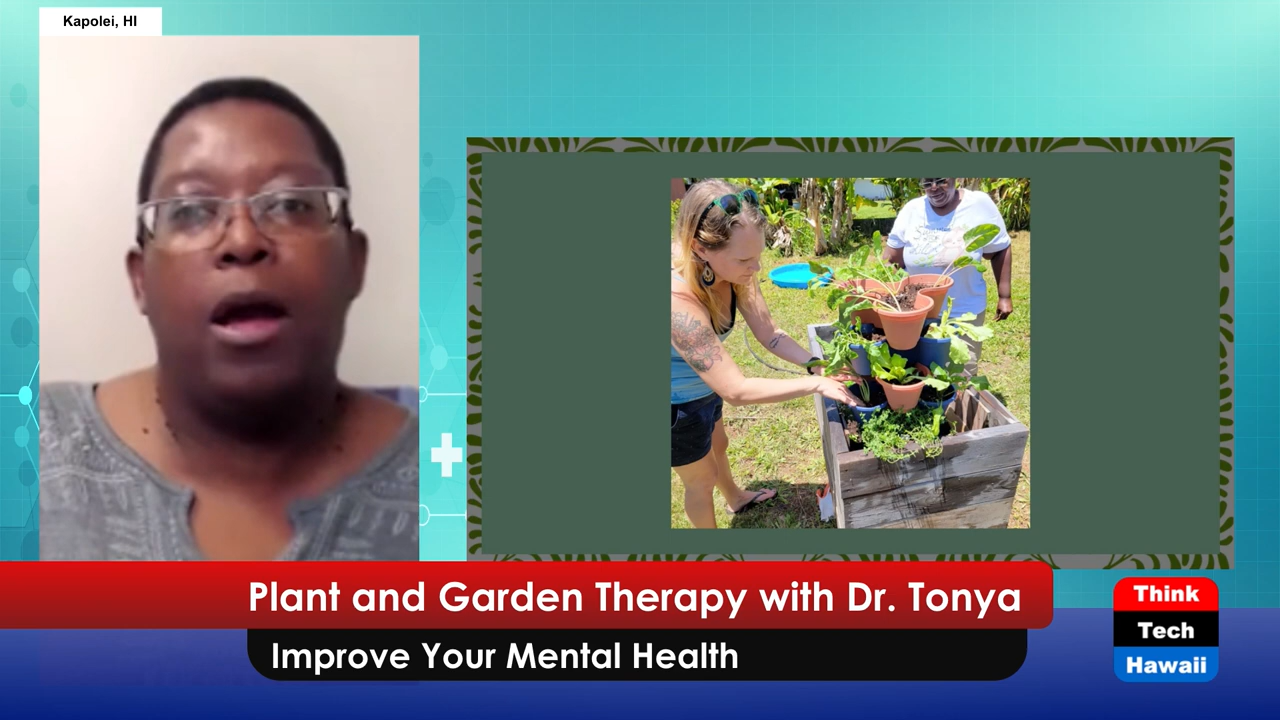 Kapolei, HI
Plant and Garden Therapy with Dr. Tonya
Improve Your Mental Health
Think
Tech
Hawaii